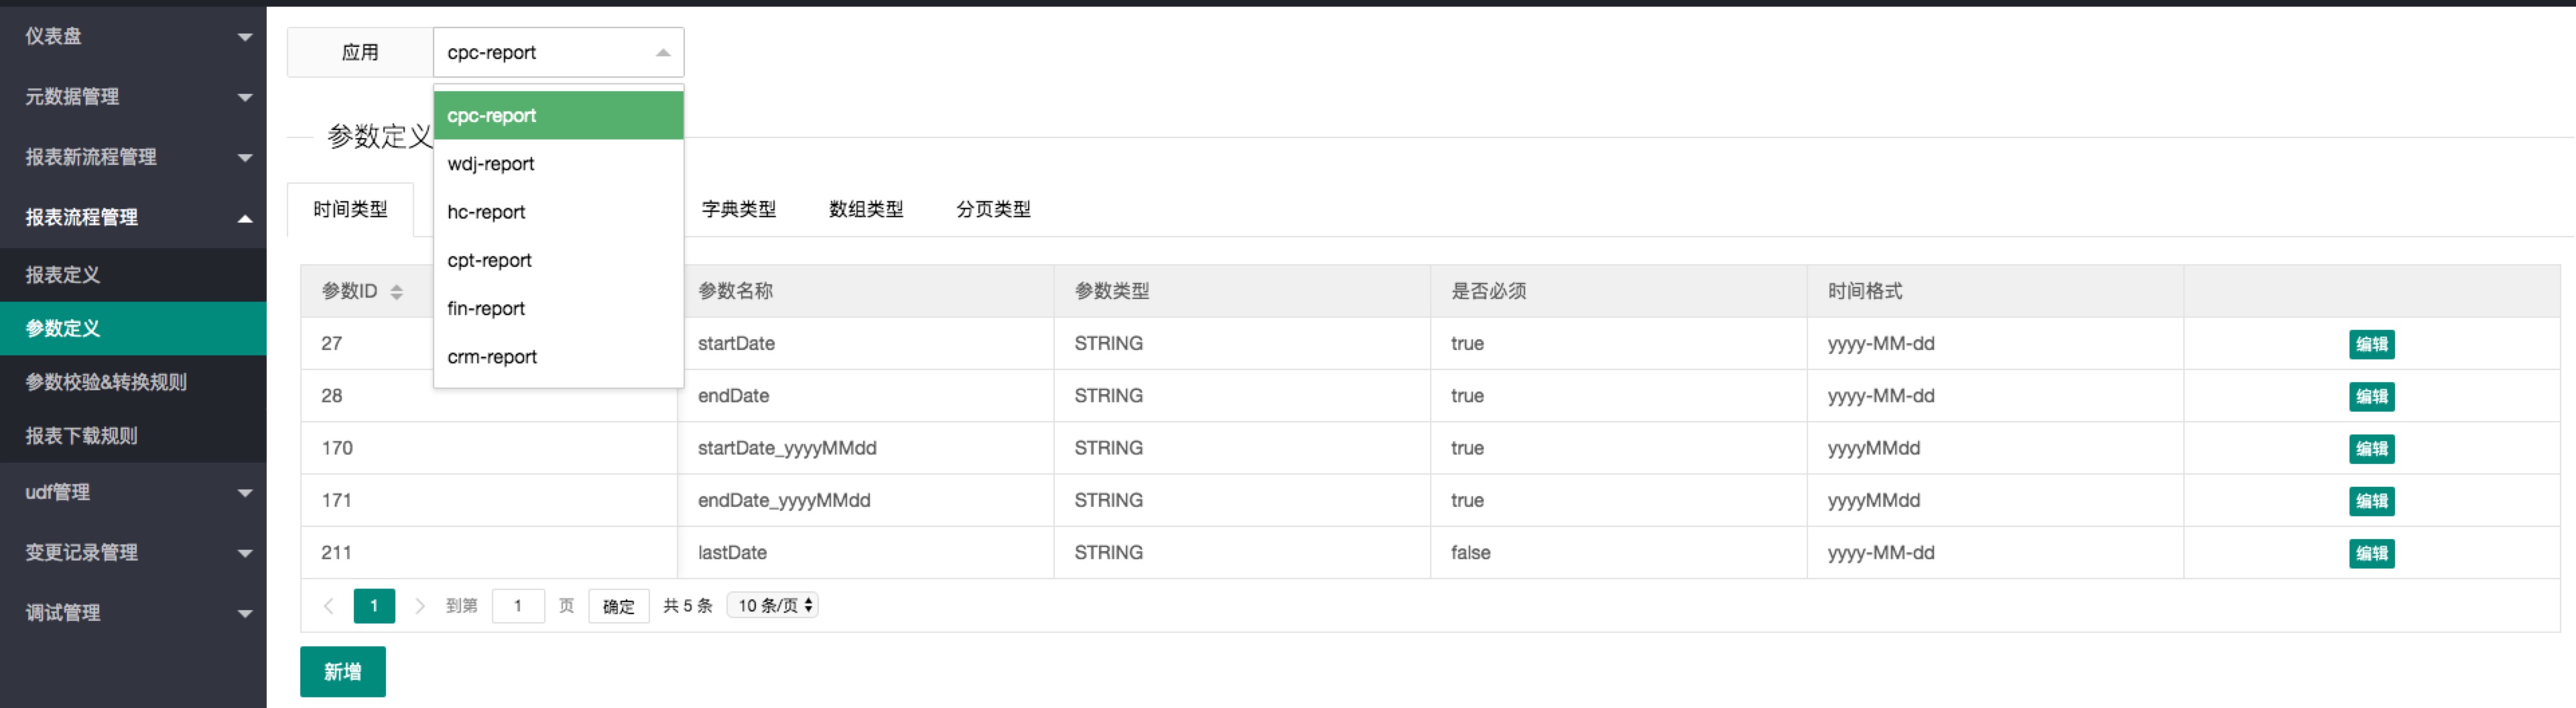 仪表盘
元数据管理
报表新流程管理
报表流程管理
报表定义
参数定义
参数校验&转换规则
报表下载规则
udf管理
变更记录管理
调试管理
应用 cpc-report
cpc-report
wdj-report
hc-report
cpt-report
fin-report
crm-report
参数定义
时间类型 字典类型 数组类型 分页类型
参数ID 参数名称 参数类型 是否必须 时间格式
27 startDate STRING true yyyy-MM-dd 编辑
28 endDate STRING true yyyy-MM-dd 编辑
170 startDate_yyyyMMdd STRING true yyyyMMdd 编辑
171 endDate_yyyyMMdd STRING true yyyyMMdd 编辑
211 lastDate STRING false yyyy-MM-dd 编辑
1 到第 1 页 确定 共 5 条 10 条/页
新增